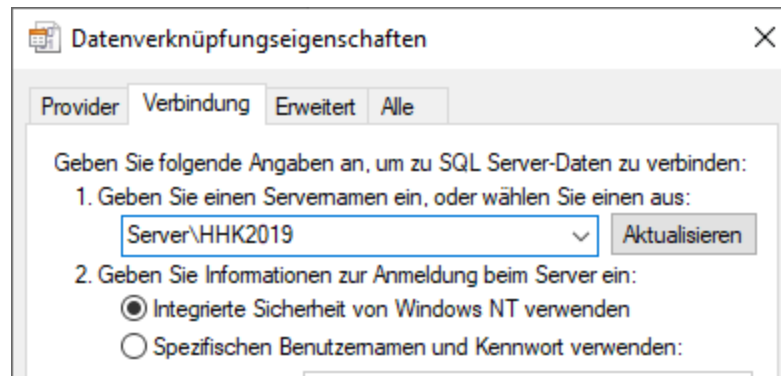 Datenverknüpfungseigenschaften
Provider Verbindung Erweitert Alle
Geben Sie folgende Angaben an, um zu SQL Server-Daten zu verbinden:
1. Geben Sie einen Servernamen ein, oder wählen Sie einen aus:
Server\HHK2019 Aktualisieren
2. Geben Sie Informationen zur Anmeldung beim Server ein:
Integrierte Sicherheit von Windows NT verwenden
Spezifischen Benutzernamen und Kennwort verwenden: